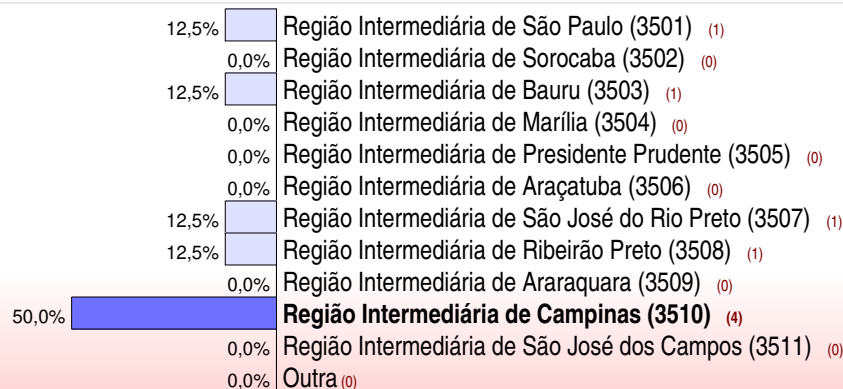 12,5% Região Intermediária de São Paulo (3501) (1)
0,0% Região Intermediária de Sorocaba (3502) (0)
12,5% Região Intermediária de Bauru (3503) (1)
0,0% Região Intermediária de Marília (3504) (0)
0,0% Região Intermediária de Presidente Prudente (3505) (0)
0,0% Região Intermediária de Araçatuba (3506) (0)
12,5% Região Intermediária de São José do Rio Preto (3507) (1)
12,5% Região Intermediária de Ribeirão Preto (3508) (1)
0,0% Região Intermediária de Araraquara (3509) (0)
50,0% Região Intermediária de Campinas (3510) (4)
0,0% Região Intermediária de São José dos Campos (3511) (0)
0,0% Outra (0)